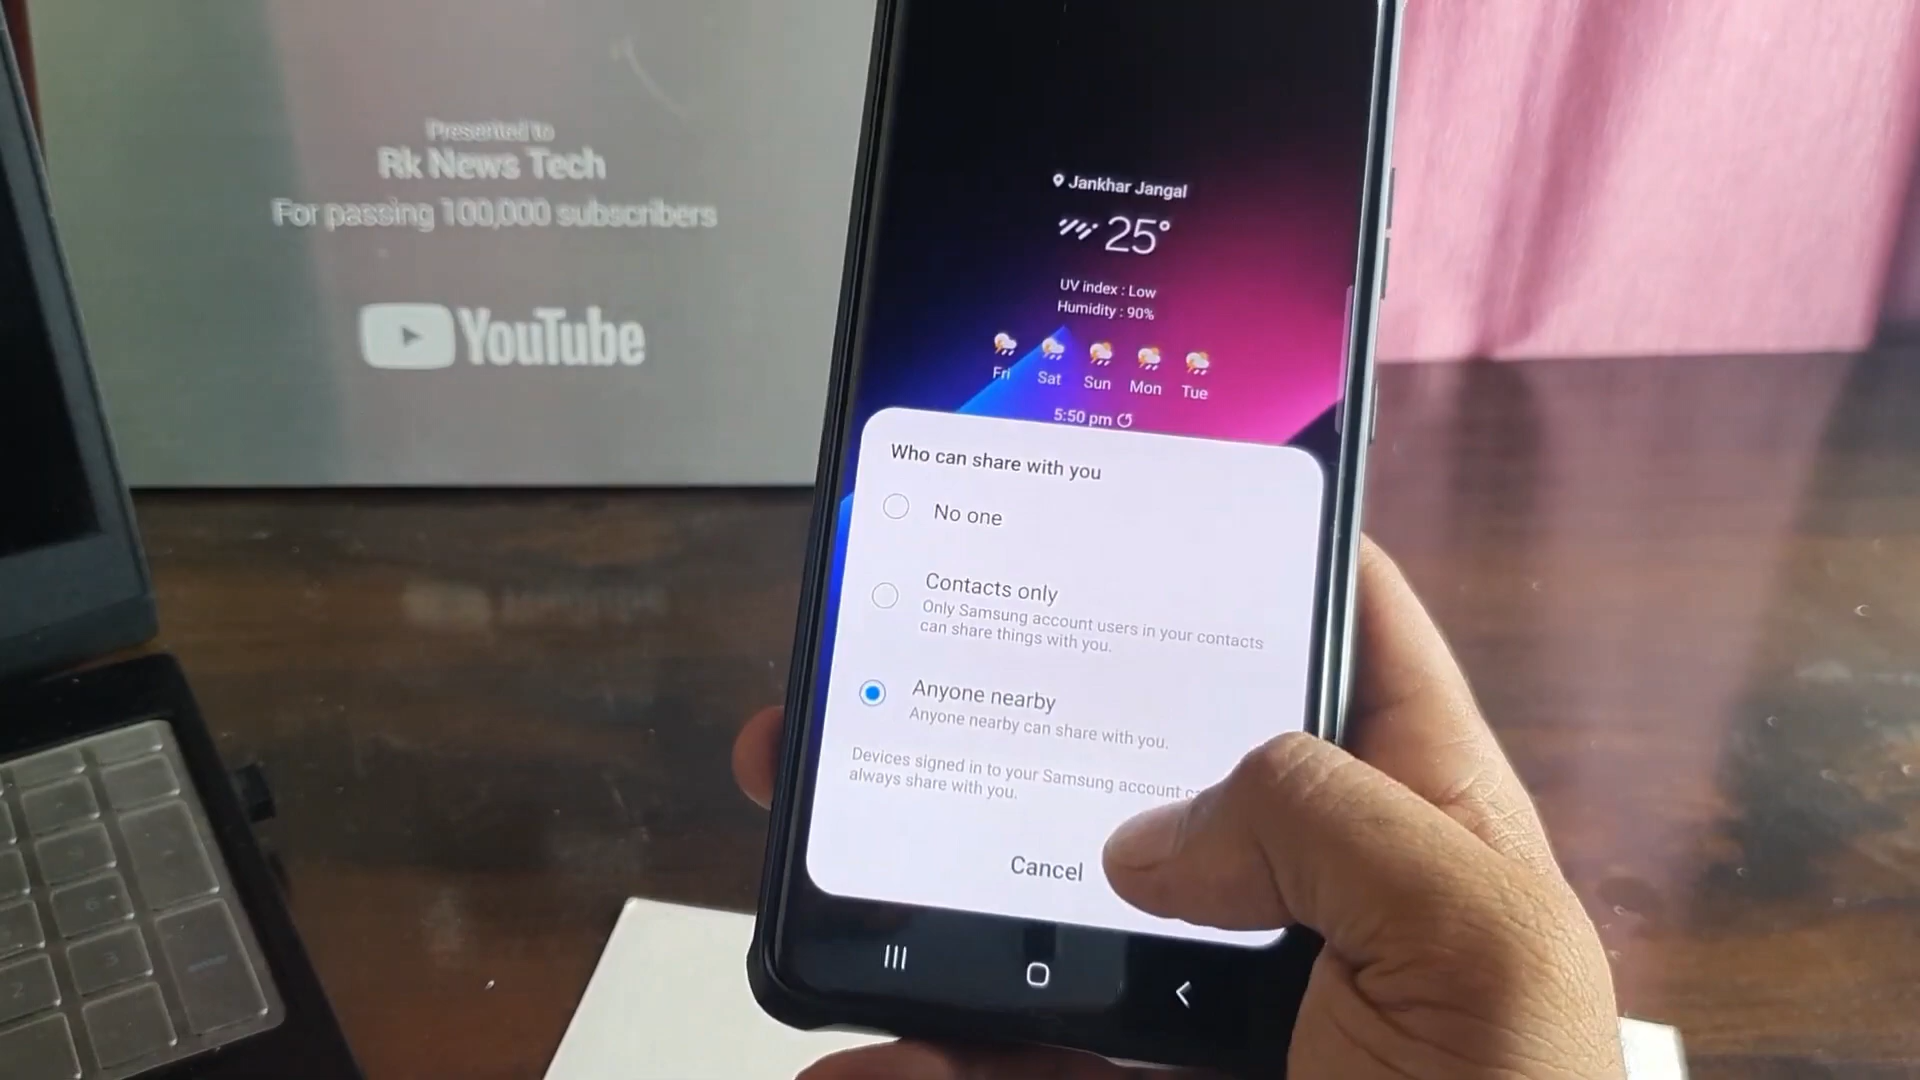 Presented to
Rk News Tech
For passing 100,000 subscribers
YouTube
Jankhar Jangal
25°
UV index : Low
Humidity : 90%
Fri Sat Sun Mon Tue
5:50 pm
Who can share with you
No one
Contacts only
Only Samsung account users in your contacts
can share things with you.
Anyone nearby
Anyone nearby can share with you.
Devices signed in to your Samsung account
always share with you.
Cancel